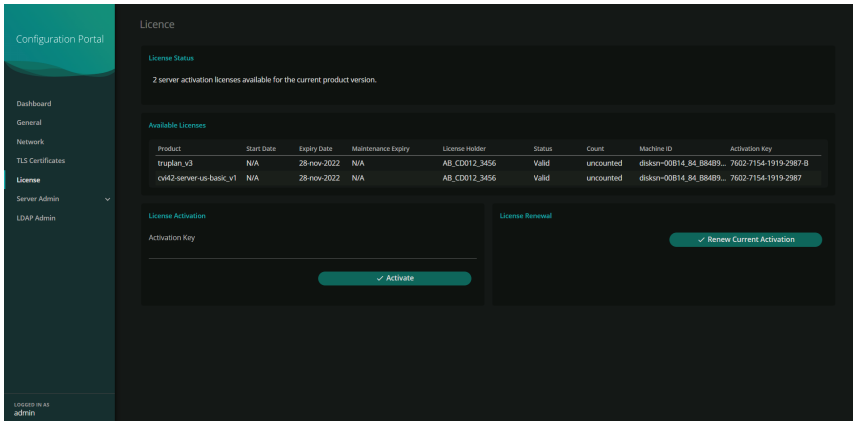 Configuration Portal
Dashboard
General
Network
TLS Certificates
License
Server Admin
LDAP Admin
LOGGED IN AS
admin
Licence
License Status
2 server activation licenses available for the current product version.
Available Licenses
Product Start Date Expiry Date Maintenance Expiry License Holder Status Count Machine ID Activation Key
truplan_v3 N/A 28-nov-2022 N/A AB_CD012_3456 Valid uncounted disksn=00B14_84_B84B9... 7602-7154-1919-2987-B
cvi42-server-us-basic_v1 N/A 28-nov-2022 N/A AB_CD012_3456 Valid uncounted disksn=00B14_84_B84B9... 7602-7154-1919-2987
License Activation
Activation Key
Activate
License Renewal
Renew Current Activation